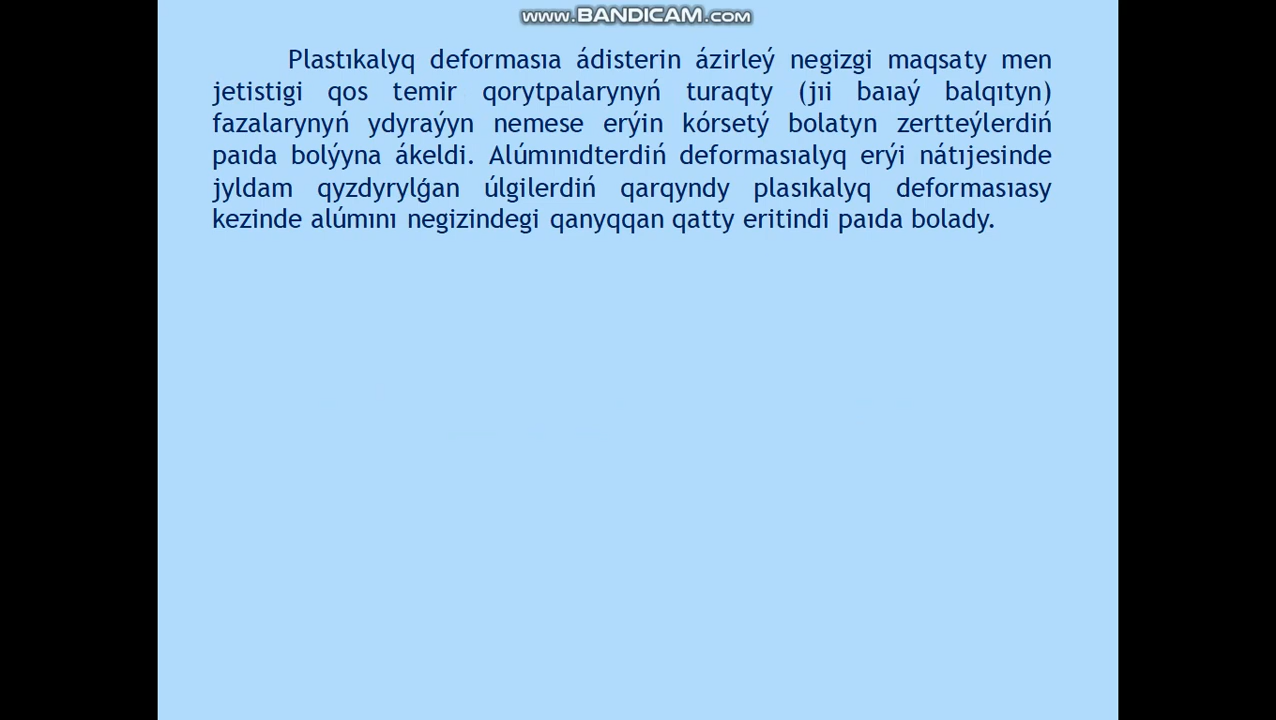 www.BANDICAM.com
Plastıkalyq deformasıa ádisterin ázirleý negizgi maqsaty men
jetistigi qos temir qorytpalarynyń turaqty (jıi baıaý balqıtyn)
fazalarynyń ydyraýyn nemese erýin kórsetý bolatyn zertteýlerdiń
paıda bolýyna ákeldi. Alúmınıdterdiń deformasıalyq erýi nátıjesinde
jyldam qyzdyrylǵan úlgilerdiń qarqyndy plasıkalyq deformasıasy
kezinde alúmını negizindegi qanyqqan qatty eritindi paıda bolady.